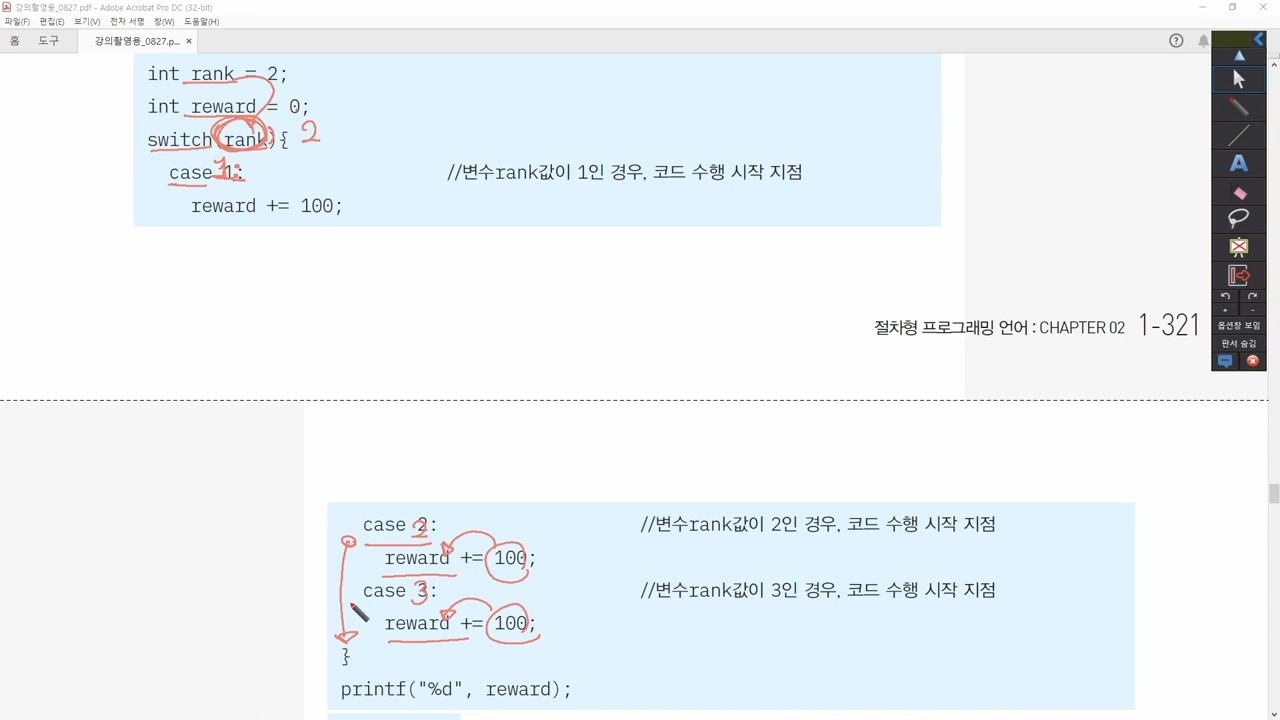 강의촬영용_0827.pdf - Adobe Acrobat Pro DC (32-bit)
파일(F) 편집(E) 보기(V) 전자 서명 창(W) 도움말(H)
홈 도구 강의촬영용_0827.p... ×
int rank = 2;
int reward = 0;
switch(rank){ 2
case 1: //변수rank값이 1인 경우, 코드 수행 시작 지점
reward += 100;
절차형 프로그래밍 언어 : CHAPTER 02 1-321
옵션창 보임
판서 숨김
case 2: //변수rank값이 2인 경우, 코드 수행 시작 지점
reward += 100;
case 3: //변수rank값이 3인 경우, 코드 수행 시작 지점
reward += 100;
}
printf("%d", reward);